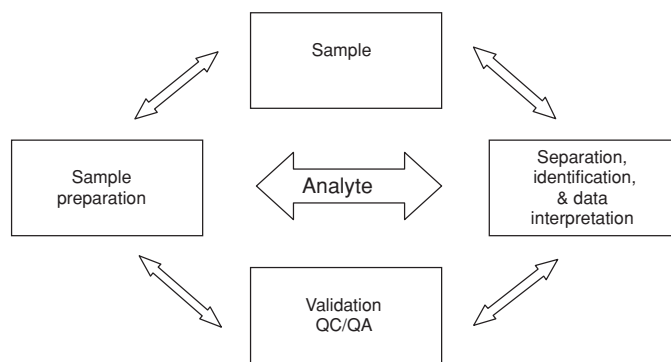 Sample
Sample
preparation
Analyte
Separation,
identification,
& data
interpretation
Validation
QC/QA